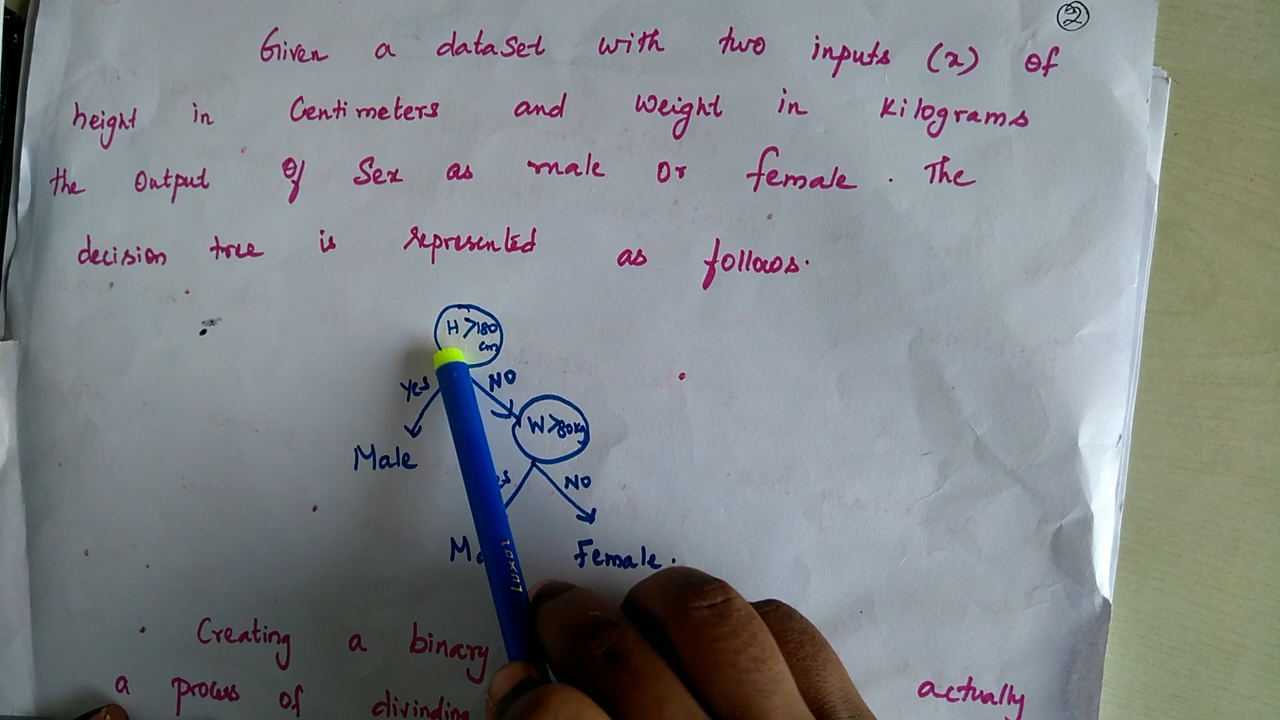 2
Given a dataset with two inputs (x) of
height in Centimeters and Weight in Kilograms
the output of Sex as male or female. The
decision tree is represented as follows.
H>180
cm
Yes NO
W>80kg
Male
NO
Female.
LUXOR
Creating a binary
a process of actually